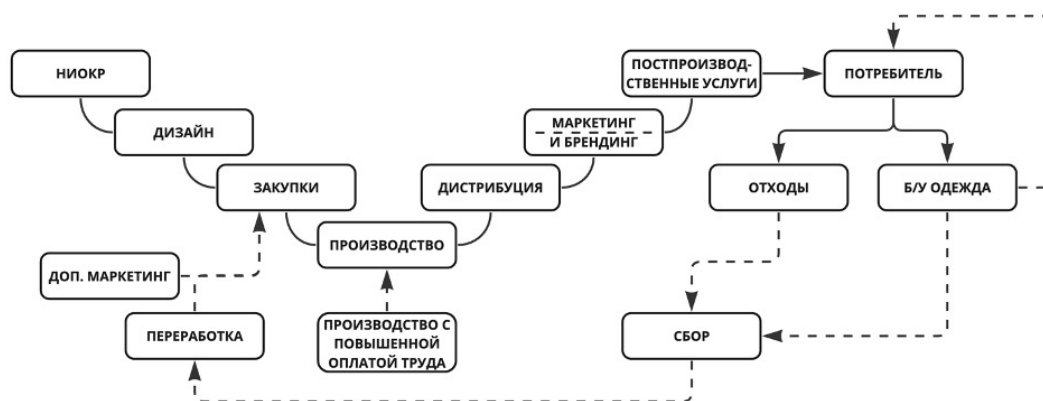 НИОКР
ДИЗАЙН
ЗАКУПКИ
ПРОИЗВОДСТВО
ДИСТРИБУЦИЯ
МАРКЕТИНГ
И БРЕНДИНГ
ПОСТПРОИЗВОД-
СТВЕННЫЕ УСЛУГИ
ПОТРЕБИТЕЛЬ
ОТХОДЫ
Б/У ОДЕЖДА
СБОР
ПЕРЕРАБОТКА
ДОП. МАРКЕТИНГ
ПРОИЗВОДСТВО С
ПОВЫШЕННОЙ
ОПЛАТОЙ ТРУДА